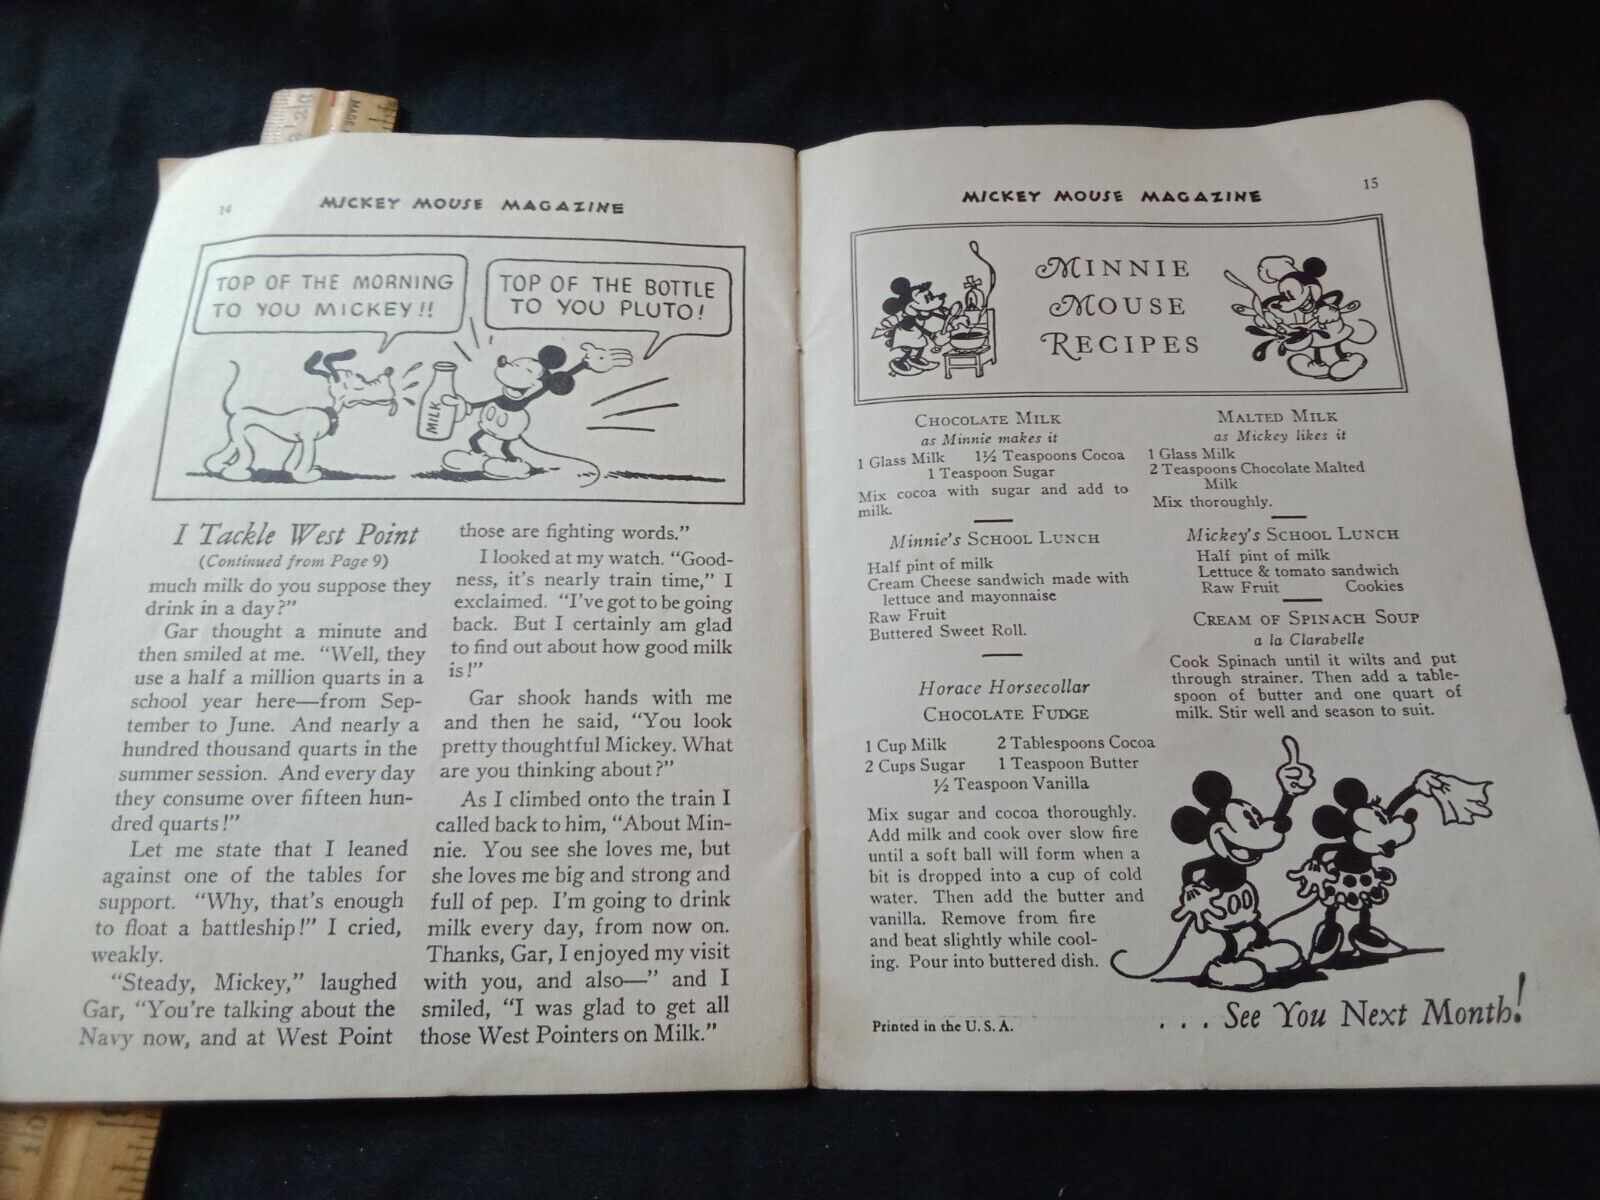 14
MICKEY MOUSE MAGAZINE
TOP OF THE MORNING
TO YOU MICKEY!!
TOP OF THE BOTTLE
TO YOU PLUTO!
MILK
I Tackle West Point
(Continued from Page 9)
much milk do you suppose they
drink in a day?"
Gar thought a minute and
then smiled at me. "Well, they
use a half a million quarts in a
school year here—from Sep-
tember to June. And nearly a
hundred thousand quarts in the
summer session. And every day
they consume over fifteen hun-
dred quarts!"
Let me state that I leaned
against one of the tables for
support. "Why, that's enough
to float a battleship!" I cried,
weakly.
"Steady, Mickey," laughed
Gar, "You're talking about the
Navy now, and at West Point
those are fighting words."
I looked at my watch. "Good-
ness, it's nearly train time," I
exclaimed. "I've got to be going
back. But I certainly am glad
to find out about how good milk
is!"
Gar shook hands with me
and then he said, "You look
pretty thoughtful Mickey. What
are you thinking about?"
As I climbed onto the train I
called back to him, "About Min-
nie. You see she loves me, but
she loves me big and strong and
full of pep. I'm going to drink
milk every day, from now on.
Thanks, Gar, I enjoyed my visit
with you, and also—" and I
smiled, "I was glad to get all
those West Pointers on Milk."
MICKEY MOUSE MAGAZINE
15
MINNIE
MOUSE
RECIPES
CHOCOLATE MILK
as Minnie makes it
1 Glass Milk 1½ Teaspoons Cocoa
1 Teaspoon Sugar
Mix cocoa with sugar and add to
milk.
Minnie's SCHOOL LUNCH
Half pint of milk
Cream Cheese sandwich made with
lettuce and mayonnaise
Raw Fruit
Buttered Sweet Roll.
Horace Horsecollar
CHOCOLATE FUDGE
1 Cup Milk 2 Tablespoons Cocoa
2 Cups Sugar 1 Teaspoon Butter
½ Teaspoon Vanilla
Mix sugar and cocoa thoroughly.
Add milk and cook over slow fire
until a soft ball will form when a
bit is dropped into a cup of cold
water. Then add the butter and
vanilla. Remove from fire
and beat slightly while cool-
ing. Pour into buttered dish.
Printed in the U. S. A.
MALTED MILK
as Mickey likes it
1 Glass Milk
2 Teaspoons Chocolate Malted
Milk
Mix thoroughly.
Mickey's SCHOOL LUNCH
Half pint of milk
Lettuce & tomato sandwich
Raw Fruit Cookies
CREAM OF SPINACH SOUP
a la Clarabelle
Cook Spinach until it wilts and put
through strainer. Then add a table-
spoon of butter and one quart of
milk. Stir well and season to suit.
. . . See You Next Month!
MADE